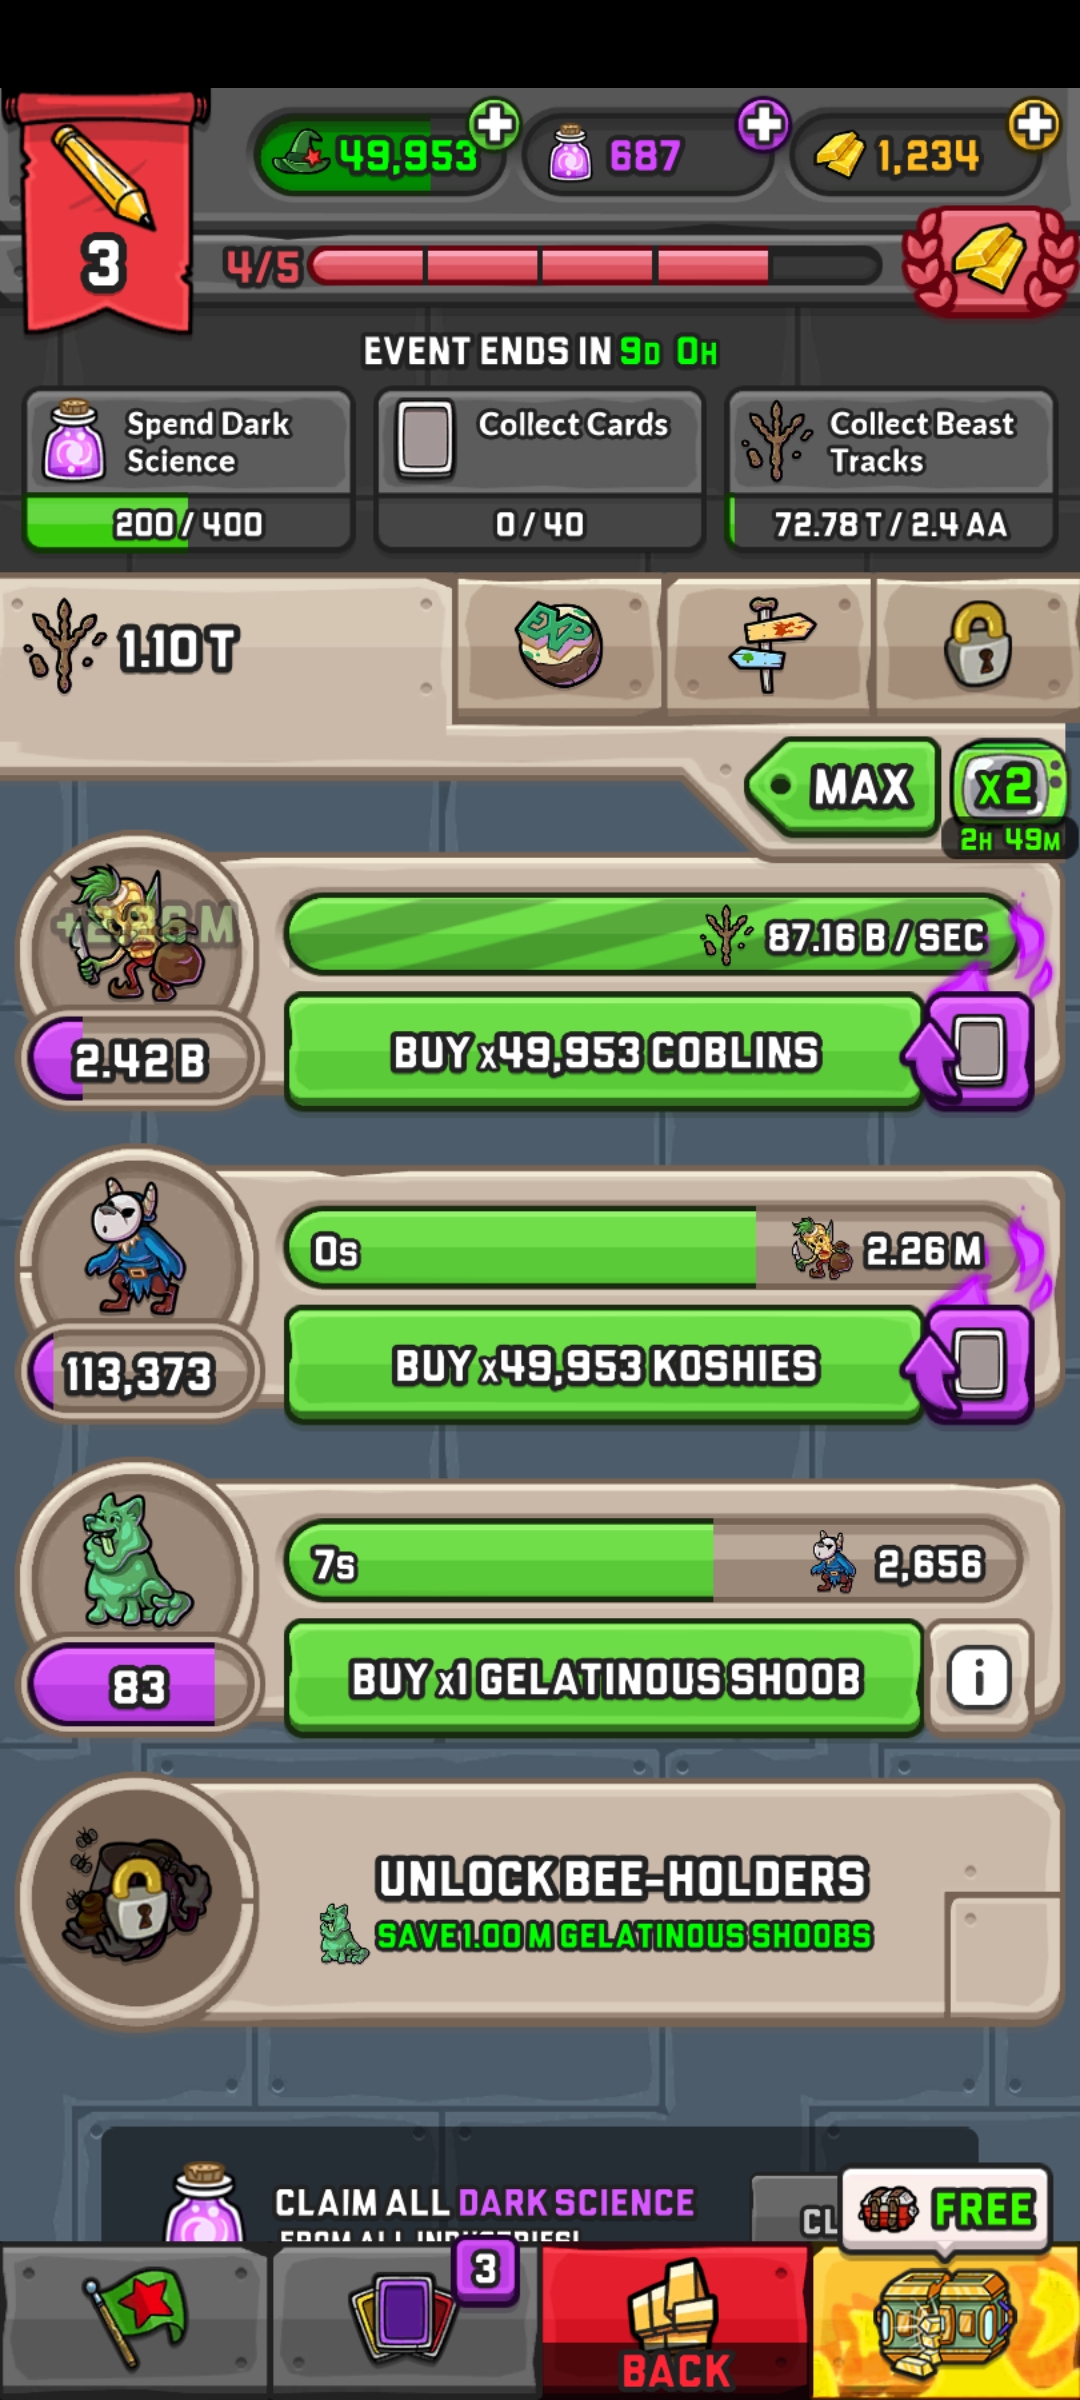 49,953
687
1,234
3
4/5
EVENT ENDS IN 9D 0H
Spend Dark
Science
200 / 400
Collect Cards
0 / 40
Collect Beast
Tracks
72.78 T / 2.4 AA
1.10 T
EXP
MAX
x2
2H 49M
87.16 B / SEC
2.42 B
BUY x49,953 COBLINS
0s
2.26 M
113,373
BUY x49,953 KOSHIES
7s
2,656
83
BUY x1 GELATINOUS SHOOB
i
UNLOCK BEE-HOLDERS
SAVE 1.00 M GELATINOUS SHOOBS
CLAIM ALL DARK SCIENCE
FROM ALL INDUSTRIES!
CL
FREE
3
BACK